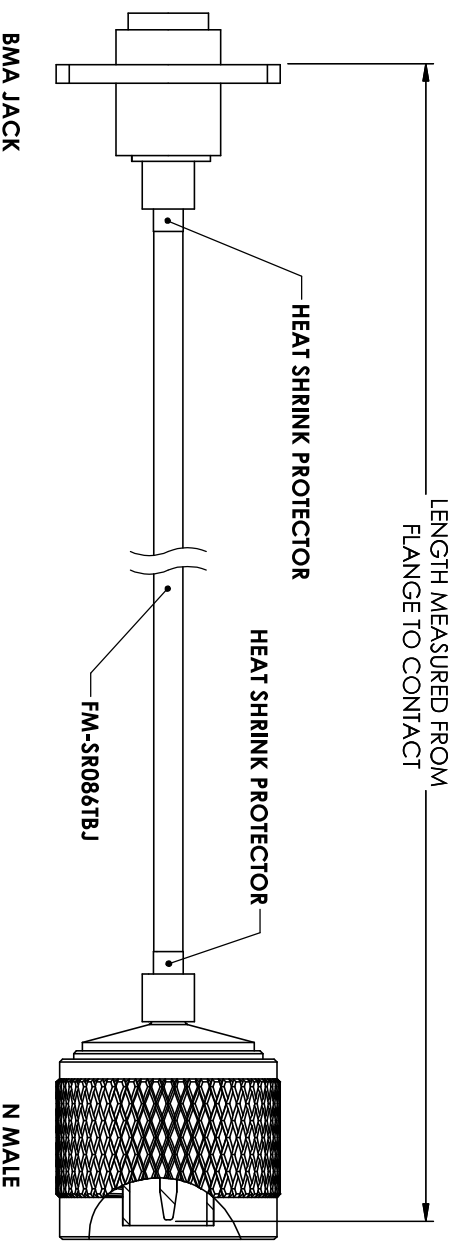 LENGTH MEASURED FROM
FLANGE TO CONTACT
HEAT SHRINK PROTECTOR
HEAT SHRINK PROTECTOR
FM-SR086TBJ
BMA JACK
N MALE